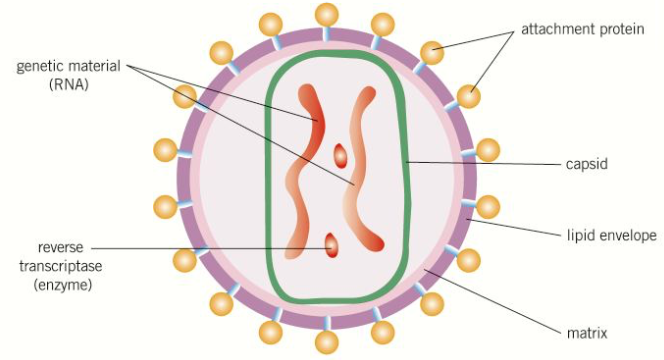 attachment protein
genetic material
(RNA)
capsid
lipid envelope
reverse
transcriptase
(enzyme)
matrix